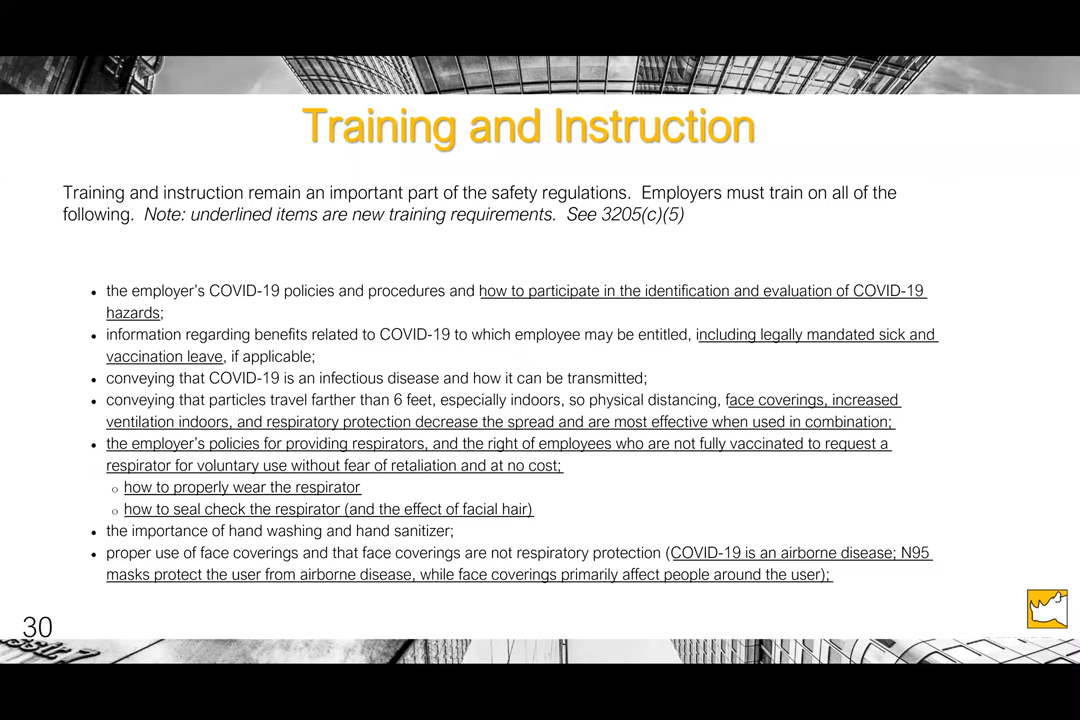 Training and Instruction
Training and instruction remain an important part of the safety regulations.  Employers must train on all of the
following.  Note: underlined items are new training requirements.  See 3205(c)(5)
• the employer's COVID-19 policies and procedures and how to participate in the identification and evaluation of COVID-19
hazards;
• information regarding benefits related to COVID-19 to which employee may be entitled, including legally mandated sick and
vaccination leave, if applicable;
• conveying that COVID-19 is an infectious disease and how it can be transmitted;
• conveying that particles travel farther than 6 feet, especially indoors, so physical distancing, face coverings, increased
ventilation indoors, and respiratory protection decrease the spread and are most effective when used in combination;
• the employer's policies for providing respirators, and the right of employees who are not fully vaccinated to request a
respirator for voluntary use without fear of retaliation and at no cost;
o how to properly wear the respirator
o how to seal check the respirator (and the effect of facial hair)
• the importance of hand washing and hand sanitizer;
• proper use of face coverings and that face coverings are not respiratory protection (COVID-19 is an airborne disease; N95
masks protect the user from airborne disease, while face coverings primarily affect people around the user);
30